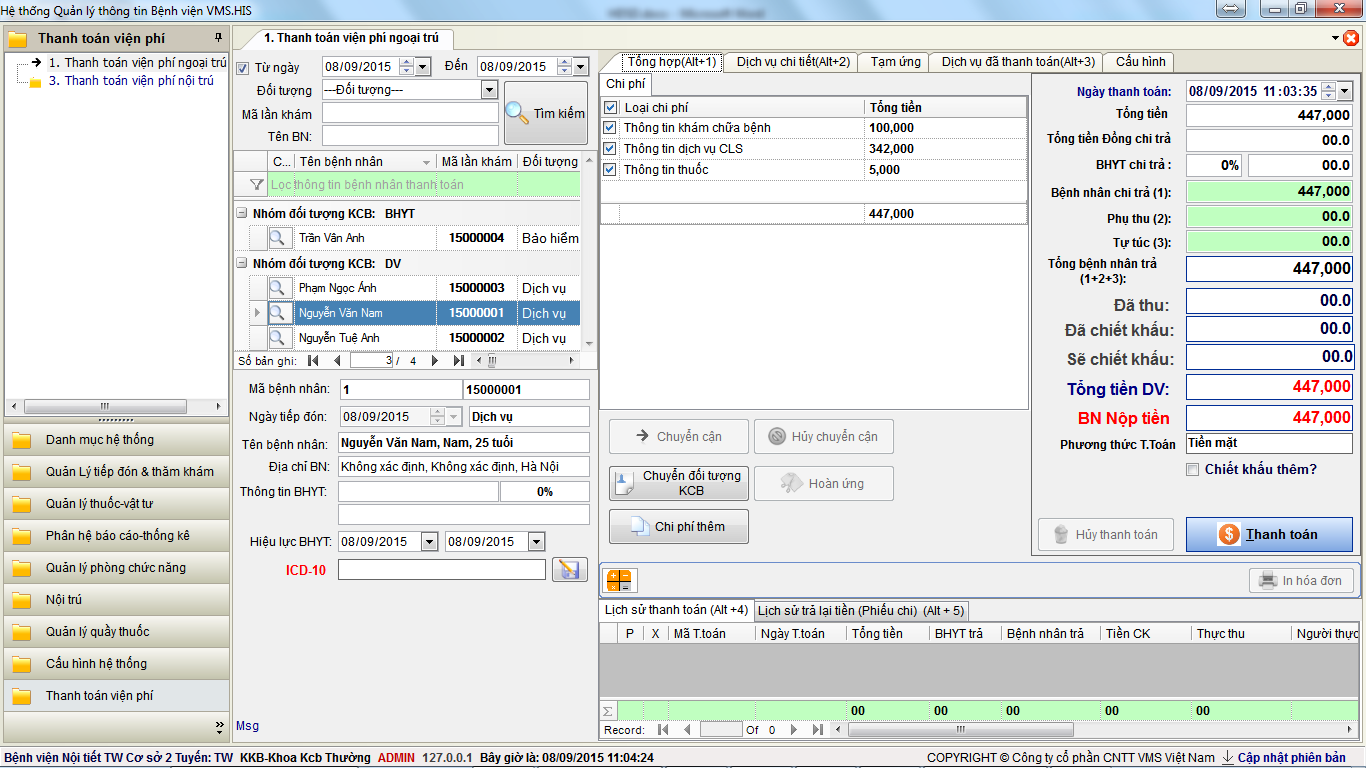 Hệ thống Quản lý thông tin Bệnh viện VMS.HIS
Thanh toán viện phí
1. Thanh toán viện phí ngoại trú
3. Thanh toán viện phí nội trú
Danh mục hệ thống
Quản Lý tiếp đón & thăm khám
Quản lý thuốc-vật tư
Phân hệ báo cáo-thống kê
Quản lý phòng chức năng
Nội trú
Quản lý quầy thuốc
Cấu hình hệ thống
Thanh toán viện phí
1. Thanh toán viện phí ngoại trú
Từ ngày 08/09/2015 Đến 08/09/2015
Đối tượng ---Đối tượng---
Mã lần khám
Tên BN:
Tìm kiếm
C... Tên bệnh nhân Mã lần khám Đối tượng
Lọc thông tin bệnh nhân thanh toán
Nhóm đối tượng KCB: BHYT
Trần Vân Anh 15000004 Bảo hiểm
Nhóm đối tượng KCB: DV
Phạm Ngọc Ánh 15000003 Dịch vụ
Nguyễn Văn Nam 15000001 Dịch vụ
Nguyễn Tuệ Anh 15000002 Dịch vụ
Số bản ghi: 3 / 4
Mã bệnh nhân: 1 15000001
Ngày tiếp đón: 08/09/2015 Dịch vụ
Tên bệnh nhân: Nguyễn Văn Nam, Nam, 25 tuổi
Địa chỉ BN: Không xác định, Không xác định, Hà Nội
Thông tin BHYT: 0%
Hiệu lực BHYT: 08/09/2015 08/09/2015
ICD-10
Msg
Tổng hợp(Alt+1) Dịch vụ chi tiết(Alt+2) Tạm ứng Dịch vụ đã thanh toán(Alt+3) Cấu hình
Chi phí
Loại chi phí Tổng tiền
Thông tin khám chữa bệnh 100,000
Thông tin dịch vụ CLS 342,000
Thông tin thuốc 5,000
447,000
Chuyển cận Hủy chuyển cận
Chuyển đối tượng
KCB
Hoàn ứng
Chi phí thêm
Ngày thanh toán: 08/09/2015 11:03:35
Tổng tiền 447,000
Tổng tiền Đồng chi trả 00.0
BHYT chi trả : 0% 00.0
Bệnh nhân chi trả (1): 447,000
Phụ thu (2): 00.0
Tự túc (3): 00.0
Tổng bệnh nhân trả
(1+2+3):
447,000
Đã thu: 00.0
Đã chiết khấu: 00.0
Sẽ chiết khấu: 00.0
Tổng tiền DV: 447,000
BN Nộp tiền 447,000
Phương thức T.Toán Tiền mặt
Chiết khấu thêm?
Hủy thanh toán $ Thanh toán
In hóa đơn
Lịch sử thanh toán (Alt +4) Lịch sử trả lại tiền (Phiếu chi) (Alt + 5)
P X Mã T.toán Ngày T.toán Tổng tiền BHYT trả Bệnh nhân trả Tiền CK Thực thu Người thực
Σ 00 00 00 00 00
Record: Of 0
Bệnh viện Nội tiết TW Cơ sở 2 Tuyến: TW KKB-Khoa Kcb Thường ADMIN 127.0.0.1 Bây giờ là: 08/09/2015 11:04:24 COPYRIGHT © Công ty cổ phần CNTT VMS Việt Nam Cập nhật phiên bản